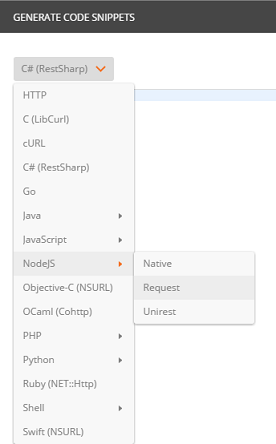 GENERATE CODE SNIPPETS
C# (RestSharp)
HTTP
C (LibCurl)
cURL
C# (RestSharp)
Go
Java
JavaScript
NodeJS
Native
Request
Unirest
Objective-C (NSURL)
OCaml (Cohttp)
PHP
Python
Ruby (NET::Http)
Shell
Swift (NSURL)